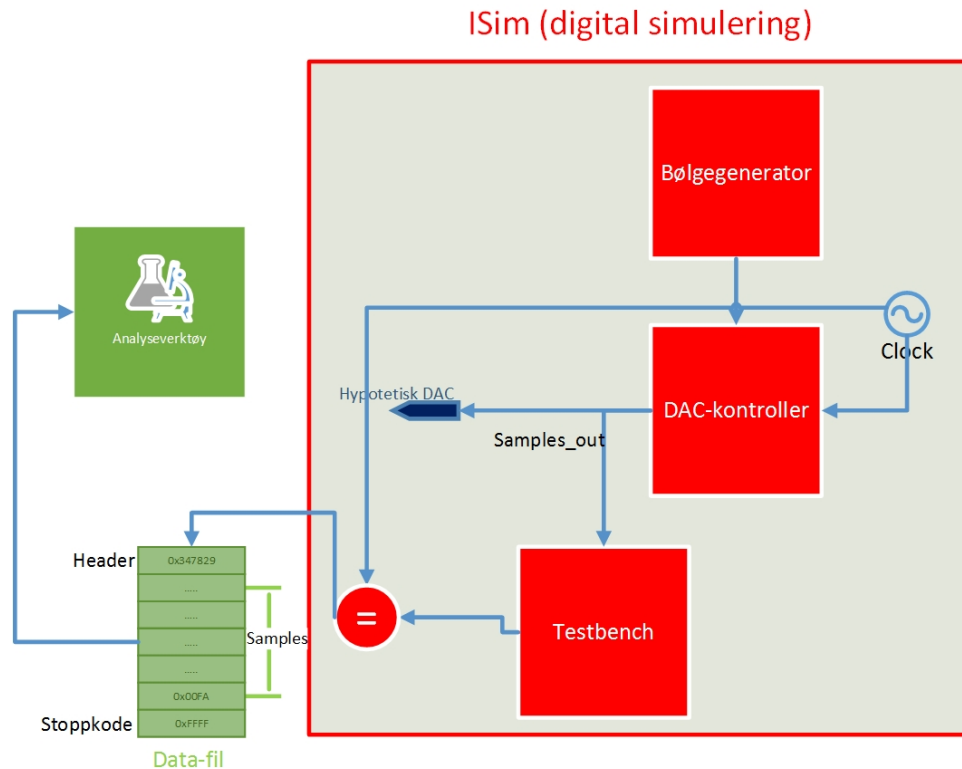 ISim (digital simulering)
Bølgegenerator
Analyseverktøy
Clock
Hypotetisk DAC
DAC-kontroller
Samples_out
Header
0x347829
.....
.....
Samples
.....
.....
0x00FA
Stoppkode
0xFFFF
Testbench
=
Data-fil